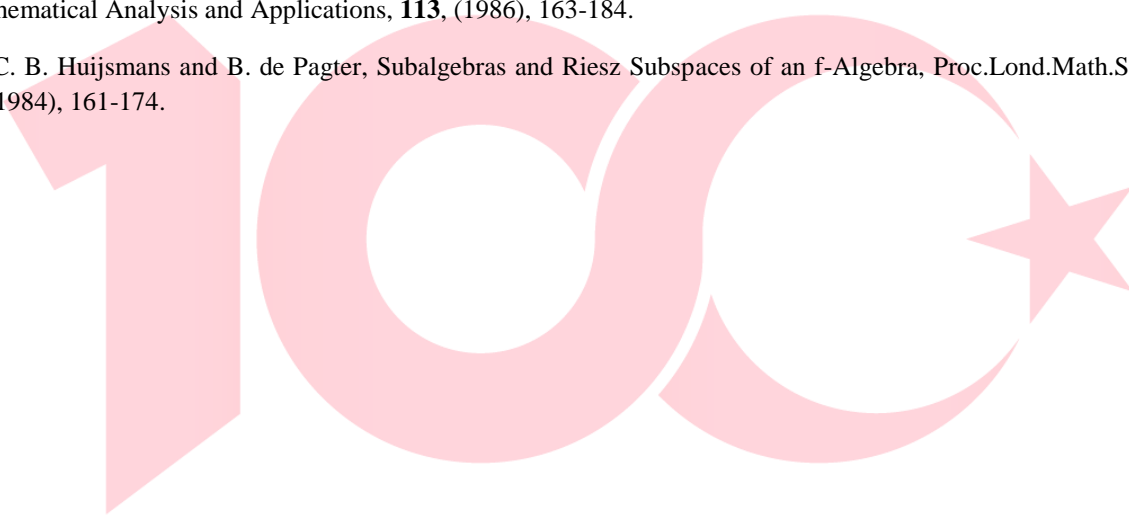 hematical Analysis and Applications, 113, (1986), 163-184.
C. B. Huijsmans and B. de Pagter, Subalgebras and Riesz Subspaces of an f-Algebra, Proc.Lond.Math.S
1984), 161-174.